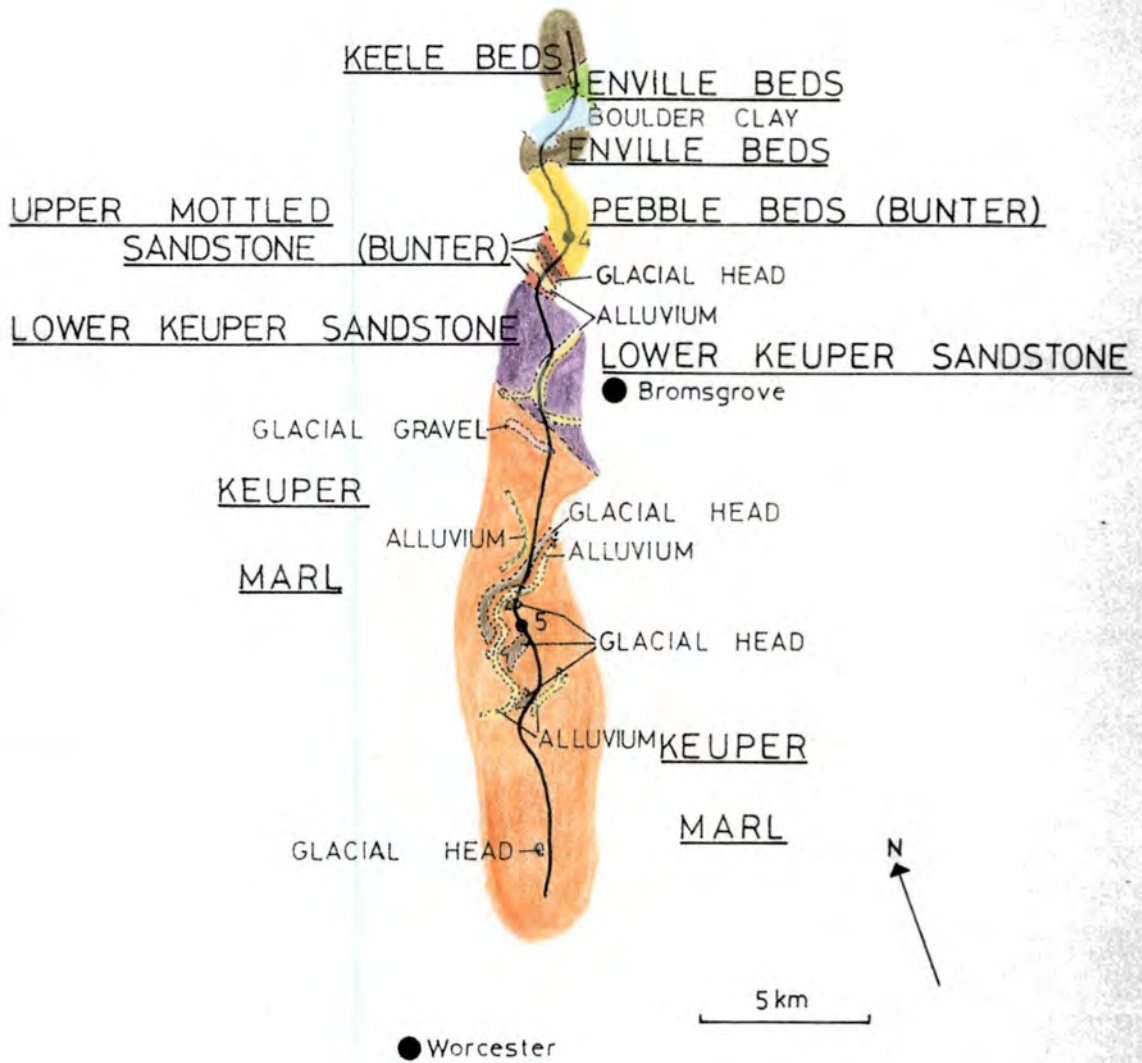 KEELE BEDS
ENVILLE BEDS
BOULDER CLAY
ENVILLE BEDS
UPPER MOTTLED
SANDSTONE (BUNTER)
PEBBLE BEDS (BUNTER)
4
GLACIAL HEAD
ALLUVIUM
LOWER KEUPER SANDSTONE
LOWER KEUPER SANDSTONE
Bromsgrove
GLACIAL GRAVEL
KEUPER
MARL
GLACIAL HEAD
ALLUVIUM
ALLUVIUM
5
GLACIAL HEAD
ALLUVIUM
KEUPER
MARL
GLACIAL HEAD
N
5 km
Worcester